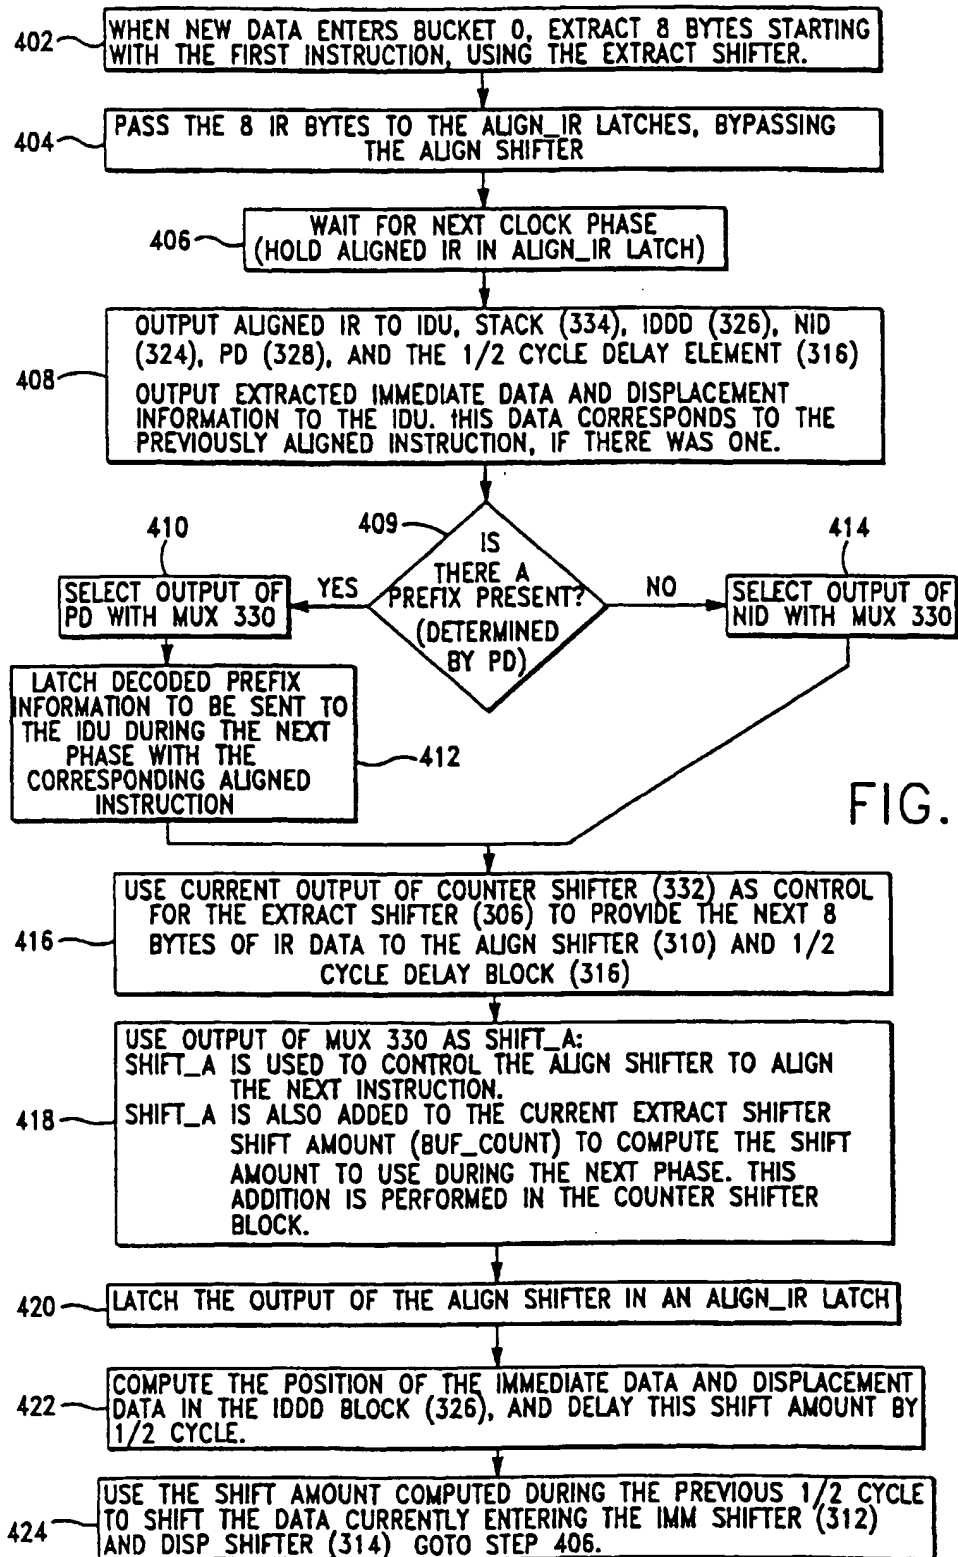 402
WHEN NEW DATA ENTERS BUCKET 0, EXTRACT 8 BYTES STARTING
WITH THE FIRST INSTRUCTION, USING THE EXTRACT SHIFTER.
404
PASS THE 8 IR BYTES TO THE ALIGN_IR LATCHES, BYPASSING
THE ALIGN SHIFTER
406
WAIT FOR NEXT CLOCK PHASE
(HOLD ALIGNED IR IN ALIGN_IR LATCH)
408
OUTPUT ALIGNED IR TO IDU, STACK (334), IDDD (326), NID
(324), PD (328), AND THE 1/2 CYCLE DELAY ELEMENT (316)
OUTPUT EXTRACTED IMMEDIATE DATA AND DISPLACEMENT
INFORMATION TO THE IDU. tHIS DATA CORRESPONDS TO THE
PREVIOUSLY ALIGNED INSTRUCTION, IF THERE WAS ONE.
409
IS
THERE A
PREFIX PRESENT?
(DETERMINED
BY PD)
YES
NO
410
SELECT OUTPUT OF
PD WITH MUX 330
414
SELECT OUTPUT OF
NID WITH MUX 330
LATCH DECODED PREFIX
INFORMATION TO BE SENT TO
THE IDU DURING THE NEXT
PHASE WITH THE
CORRESPONDING ALIGNED
INSTRUCTION
412
FIG.
416
USE CURRENT OUTPUT OF COUNTER SHIFTER (332) AS CONTROL
FOR THE EXTRACT SHIFTER (306) TO PROVIDE THE NEXT 8
BYTES OF IR DATA TO THE ALIGN SHIFTER (310) AND 1/2
CYCLE DELAY BLOCK (316)
418
USE OUTPUT OF MUX 330 AS SHIFT_A:
SHIFT_A IS USED TO CONTROL THE ALIGN SHIFTER TO ALIGN
THE NEXT INSTRUCTION.
SHIFT_A IS ALSO ADDED TO THE CURRENT EXTRACT SHIFTER
SHIFT AMOUNT (BUF_COUNT) TO COMPUTE THE SHIFT
AMOUNT TO USE DURING THE NEXT PHASE. THIS
ADDITION IS PERFORMED IN THE COUNTER SHIFTER
BLOCK.
420
LATCH THE OUTPUT OF THE ALIGN SHIFTER IN AN ALIGN_IR LATCH
422
COMPUTE THE POSITION OF THE IMMEDIATE DATA AND DISPLACEMENT
DATA IN THE IDDD BLOCK (326), AND DELAY THIS SHIFT AMOUNT BY
1/2 CYCLE.
424
USE THE SHIFT AMOUNT COMPUTED DURING THE PREVIOUS 1/2 CYCLE
TO SHIFT THE DATA CURRENTLY ENTERING THE IMM SHIFTER (312)
AND DISP SHIFTER (314) GOTO STEP 406.